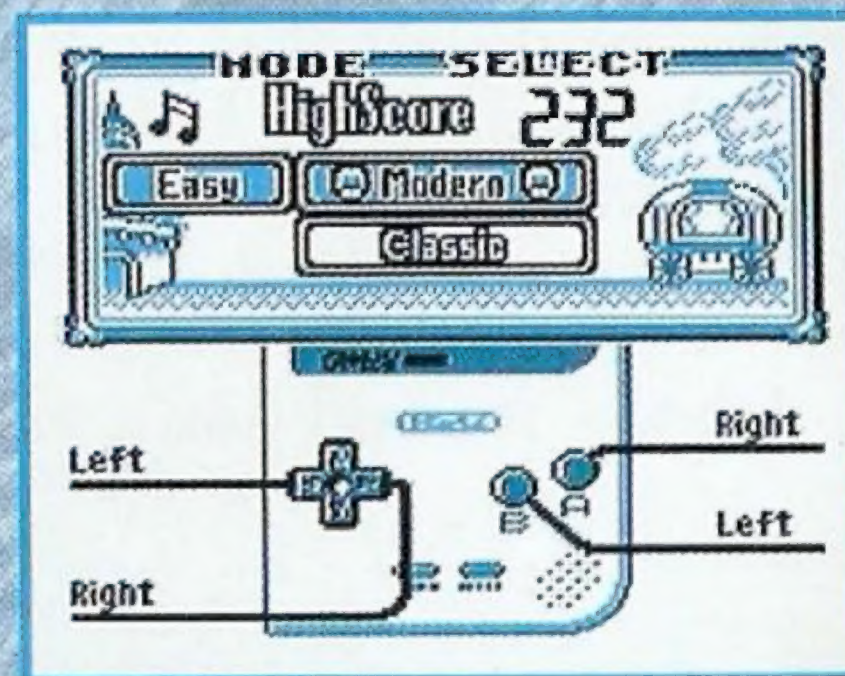 MODE SELECT
HighScore 232
Easy Modern
Classic
Left
Right
B A
Left
Right